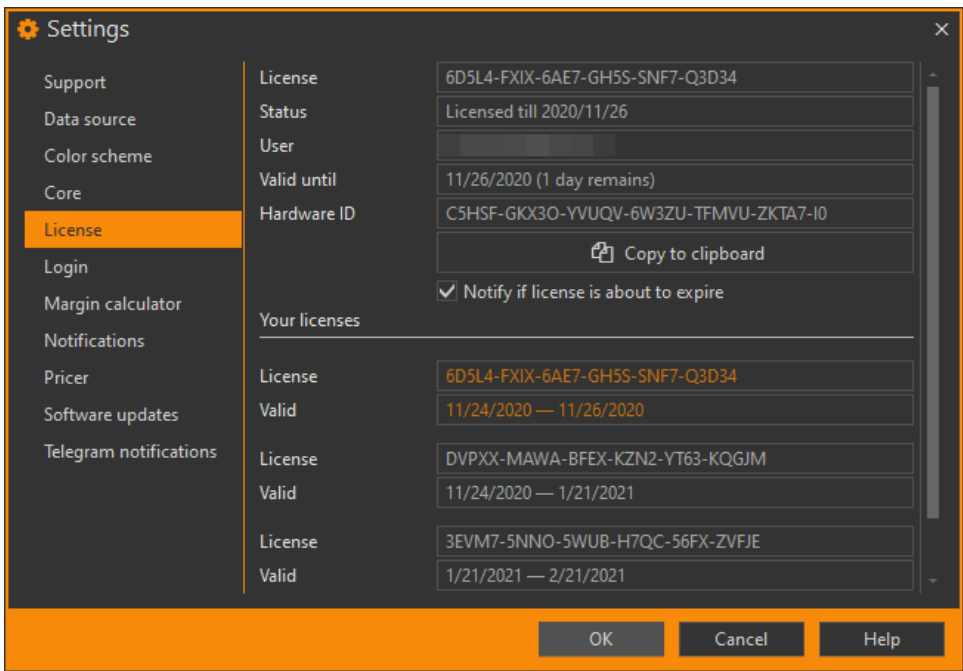 Settings
Support
Data source
Color scheme
Core
License
Login
Margin calculator
Notifications
Pricer
Software updates
Telegram notifications
License 6D5L4-FXIX-6AE7-GH5S-SNF7-Q3D34
Status Licensed till 2020/11/26
User
Valid until 11/26/2020 (1 day remains)
Hardware ID C5HSF-GKX3O-YVUQV-6W3ZU-TFMVU-ZKTA7-I0
Copy to clipboard
Notify if license is about to expire
Your licenses
License 6D5L4-FXIX-6AE7-GH5S-SNF7-Q3D34
Valid 11/24/2020 — 11/26/2020
License DVPXX-MAWA-BFEX-KZN2-YT63-KQGJM
Valid 11/24/2020 — 1/21/2021
License 3EVM7-5NNO-5WUB-H7QC-56FX-ZVFJE
Valid 1/21/2021 — 2/21/2021
OK Cancel Help